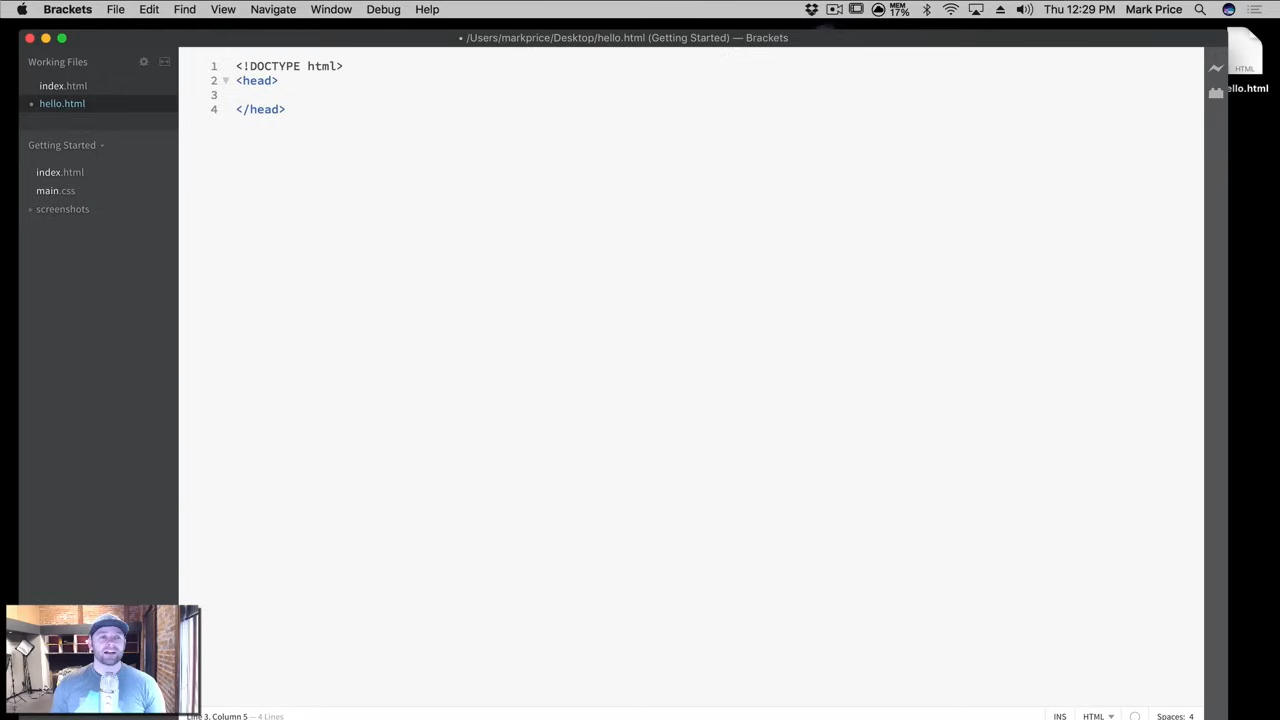 Brackets File Edit Find View Navigate Window Debug Help MEM 17% Thu 12:29 PM Mark Price
• /Users/markprice/Desktop/hello.html (Getting Started) — Brackets
Working Files
index.html
hello.html
Getting Started
index.html
main.css
screenshots
1 <!DOCTYPE html>
2 <head>
3
4 </head>
HTML
ello.html
Line 3, Column 5 — 4 Lines
INS HTML Spaces: 4